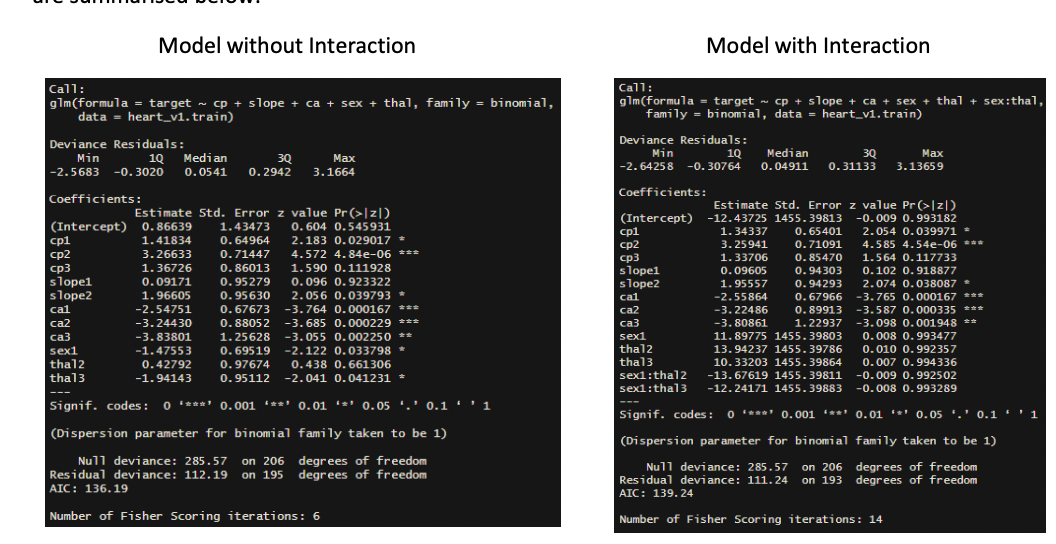 are summarised below:
Model without Interaction
Call:
glm(formula = target ~ cp + slope + ca + sex + thal, family = binomial,
    data = heart_v1.train)
Deviance Residuals:
    Min       1Q   Median       3Q      Max
-2.5683  -0.3020   0.0541   0.2942   3.1664
Coefficients:
            Estimate Std. Error z value Pr(>|z|)
(Intercept)  0.86639    1.43473   0.604 0.545931
cp1          1.41834    0.64964   2.183 0.029017 *
cp2          3.26633    0.71447   4.572 4.84e-06 ***
cp3          1.36726    0.86013   1.590 0.111928
slope1       0.09171    0.95279   0.096 0.923322
slope2       1.96605    0.95630   2.056 0.039793 *
ca1         -2.54751    0.67673  -3.764 0.000167 ***
ca2         -3.24430    0.88052  -3.685 0.000229 ***
ca3         -3.83801    1.25628  -3.055 0.002250 **
sex1        -1.47553    0.69519  -2.122 0.033798 *
thal2        0.42792    0.97674   0.438 0.661306
thal3       -1.94143    0.95112  -2.041 0.041231 *
---
Signif. codes:  0 ‘***’ 0.001 ‘**’ 0.01 ‘*’ 0.05 ‘.’ 0.1 ‘ ’ 1
(Dispersion parameter for binomial family taken to be 1)
    Null deviance: 285.57  on 206  degrees of freedom
Residual deviance: 112.19  on 195  degrees of freedom
AIC: 136.19
Number of Fisher Scoring iterations: 6
Model with Interaction
Call:
glm(formula = target ~ cp + slope + ca + sex + thal + sex:thal,
    family = binomial, data = heart_v1.train)
Deviance Residuals:
     Min        1Q    Median        3Q       Max
-2.64258  -0.30764   0.04911   0.31133   3.13659
Coefficients:
             Estimate Std. Error z value Pr(>|z|)
(Intercept) -12.43725 1455.39813  -0.009 0.993182
cp1           1.34337    0.65401   2.054 0.039971 *
cp2           3.25941    0.71091   4.585 4.54e-06 ***
cp3           1.33706    0.85470   1.564 0.117733
slope1        0.09605    0.94303   0.102 0.918877
slope2        1.95557    0.94293   2.074 0.038087 *
ca1          -2.55864    0.67966  -3.765 0.000167 ***
ca2          -3.22486    0.89913  -3.587 0.000335 ***
ca3          -3.80861    1.22937  -3.098 0.001948 **
sex1         11.89775 1455.39803   0.008 0.993477
thal2        13.94237 1455.39786   0.010 0.992357
thal3        10.33203 1455.39864   0.007 0.994336
sex1:thal2  -13.67619 1455.39811  -0.009 0.992502
sex1:thal3  -12.24171 1455.39883  -0.008 0.993289
---
Signif. codes:  0 ‘***’ 0.001 ‘**’ 0.01 ‘*’ 0.05 ‘.’ 0.1 ‘ ’ 1
(Dispersion parameter for binomial family taken to be 1)
    Null deviance: 285.57  on 206  degrees of freedom
Residual deviance: 111.24  on 193  degrees of freedom
AIC: 139.24
Number of Fisher Scoring iterations: 14